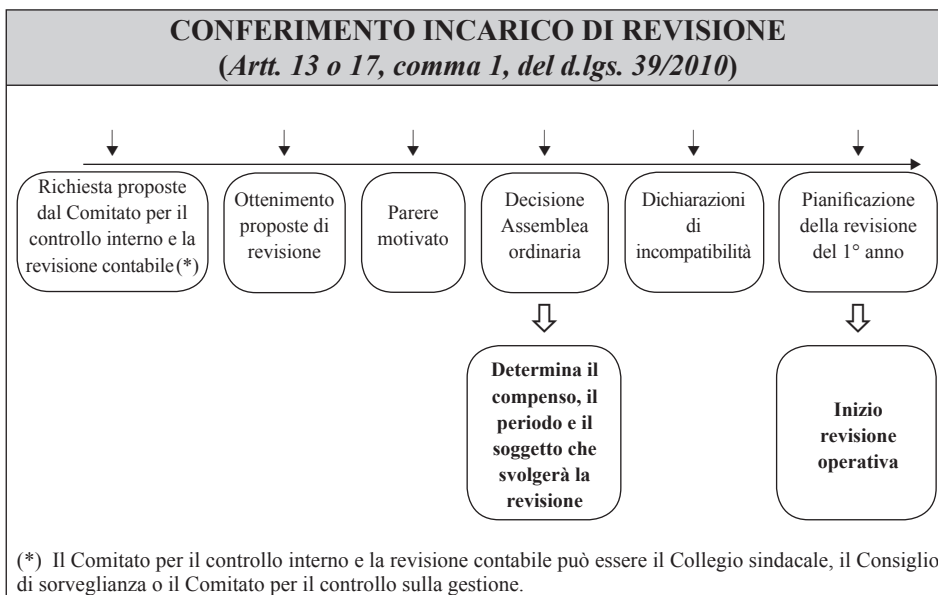 CONFERIMENTO INCARICO DI REVISIONE
(Artt. 13 o 17, comma 1, del d.lgs. 39/2010)
Richiesta proposte
dal Comitato per il
controllo interno e la
revisione contabile (*)
Ottenimento
proposte di
revisione
Parere
motivato
Decisione
Assemblea
ordinaria
Dichiarazioni
di
incompatibilità
Pianificazione
della revisione
del 1° anno
Determina il
compenso, il
periodo e il
soggetto che
svolgerà la
revisione
Inizio
revisione
operativa
(*) Il Comitato per il controllo interno e la revisione contabile può essere il Collegio sindacale, il Consiglio
di sorveglianza o il Comitato per il controllo sulla gestione.